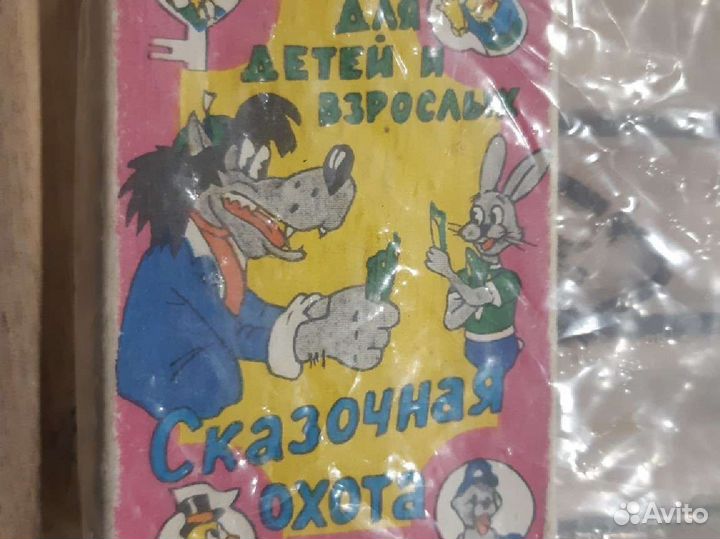 для
детей и
взрослых
Сказочная
охота
Avito